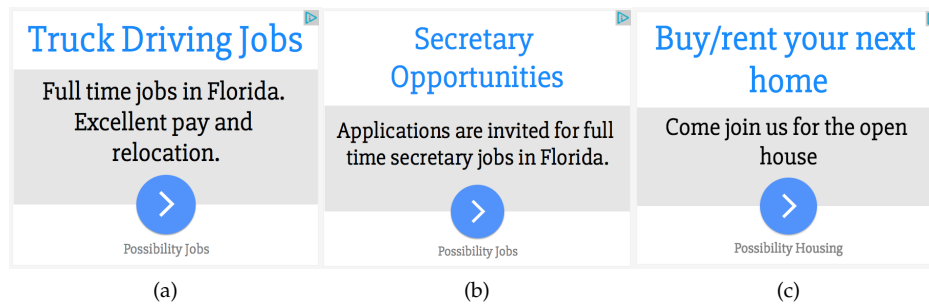 Truck Driving Jobs
Full time jobs in Florida.
Excellent pay and
relocation.
Possibility Jobs
(a)
Secretary
Opportunities
Applications are invited for full
time secretary jobs in Florida.
Possibility Jobs
(b)
Buy/rent your next
home
Come join us for the open
house
Possibility Housing
(c)